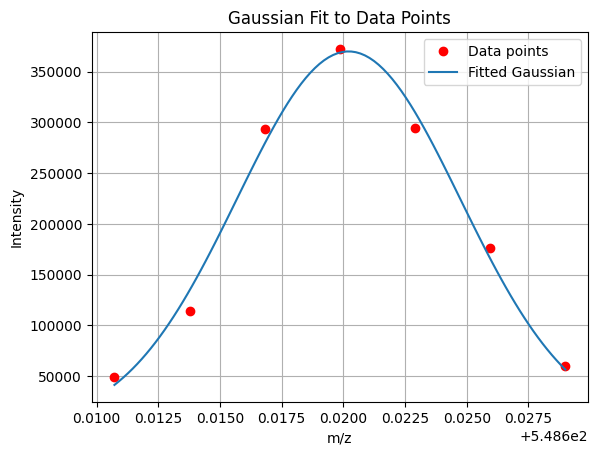 Gaussian Fit to Data Points
Data points
Fitted Gaussian
Intensity
350000
300000
250000
200000
150000
100000
50000
0.0100 0.0125 0.0150 0.0175 0.0200 0.0225 0.0250 0.0275
+5.486e2
m/z